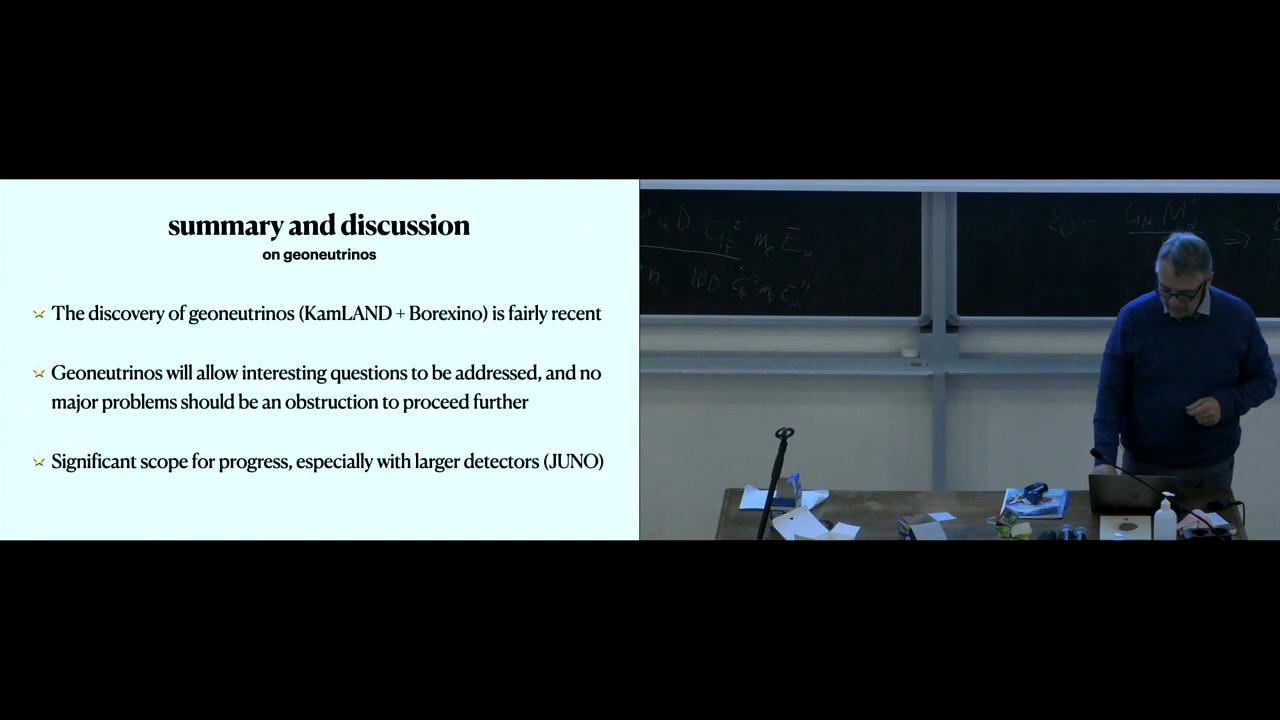 summary and discussion
on geoneutrinos
The discovery of geoneutrinos (KamLAND + Borexino) is fairly recent
Geoneutrinos will allow interesting questions to be addressed, and no
major problems should be an obstruction to proceed further
Significant scope for progress, especially with larger detectors (JUNO)
IBD